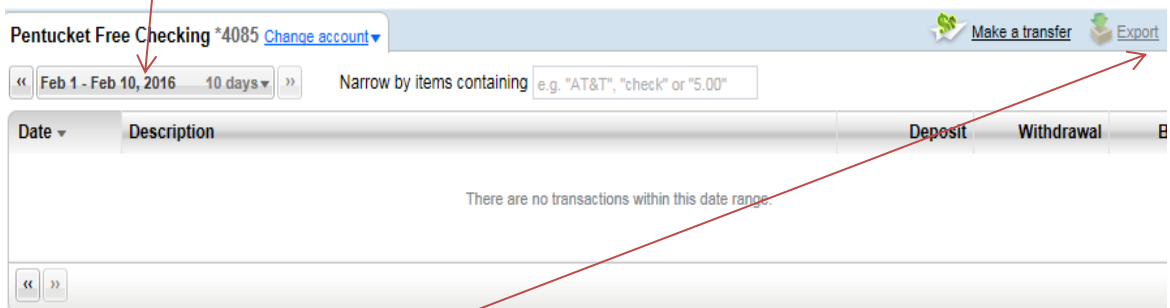 Pentucket Free Checking *4085 Change account ▾ Make a transfer Export
‹‹ Feb 1 - Feb 10, 2016 10 days ▾ ›› Narrow by items containing e.g. "AT&T", "check" or "5.00"
Date ▾ Description Deposit Withdrawal B
There are no transactions within this date range.
‹‹ ››